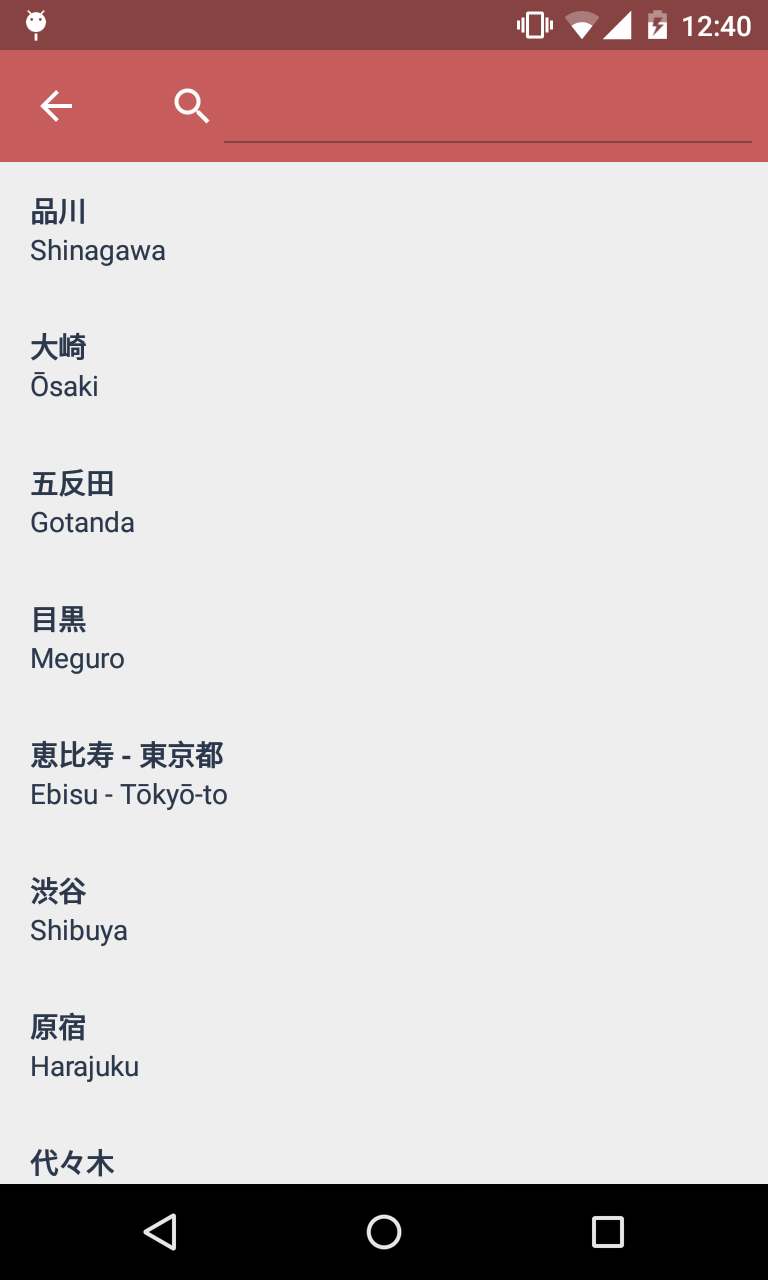 12:40
品川
Shinagawa
大崎
Ōsaki
五反田
Gotanda
目黒
Meguro
恵比寿 - 東京都
Ebisu - Tōkyō-to
渋谷
Shibuya
原宿
Harajuku
代々木